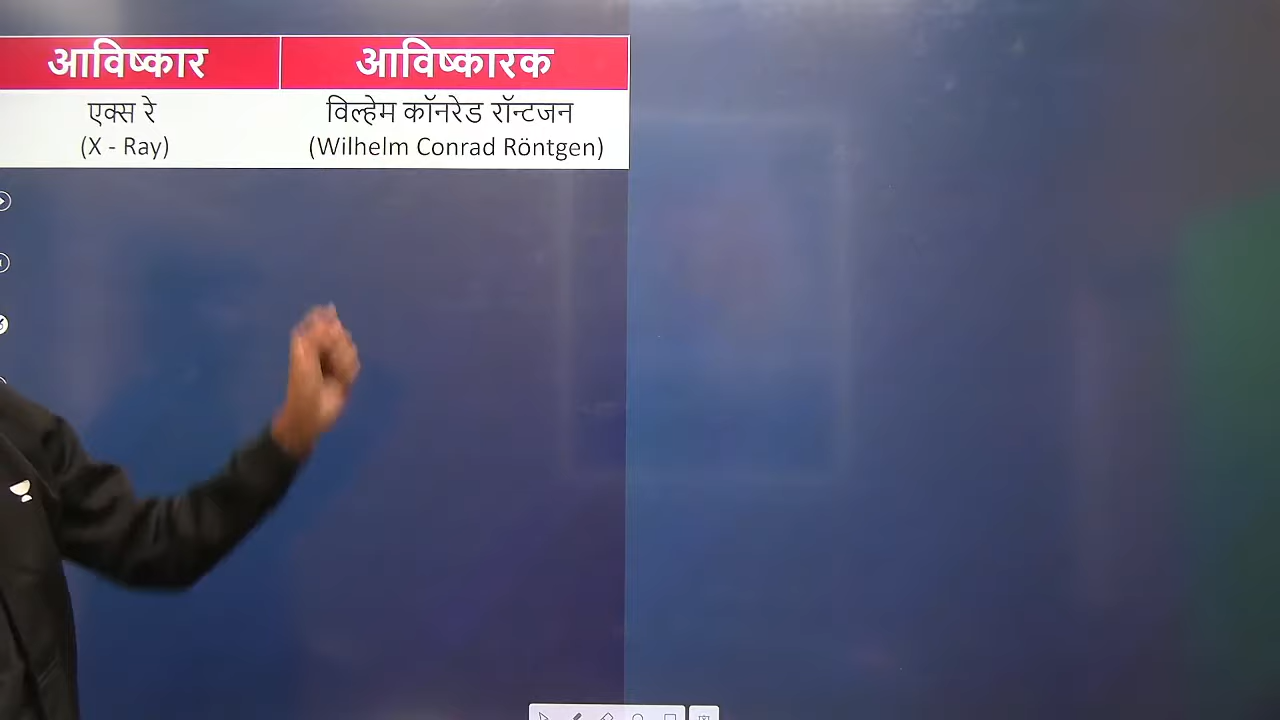 आविष्कार
आविष्कारक
एक्स रे
(X - Ray)
विल्हेम कॉनरेड रॉन्टजन
(Wilhelm Conrad Röntgen)